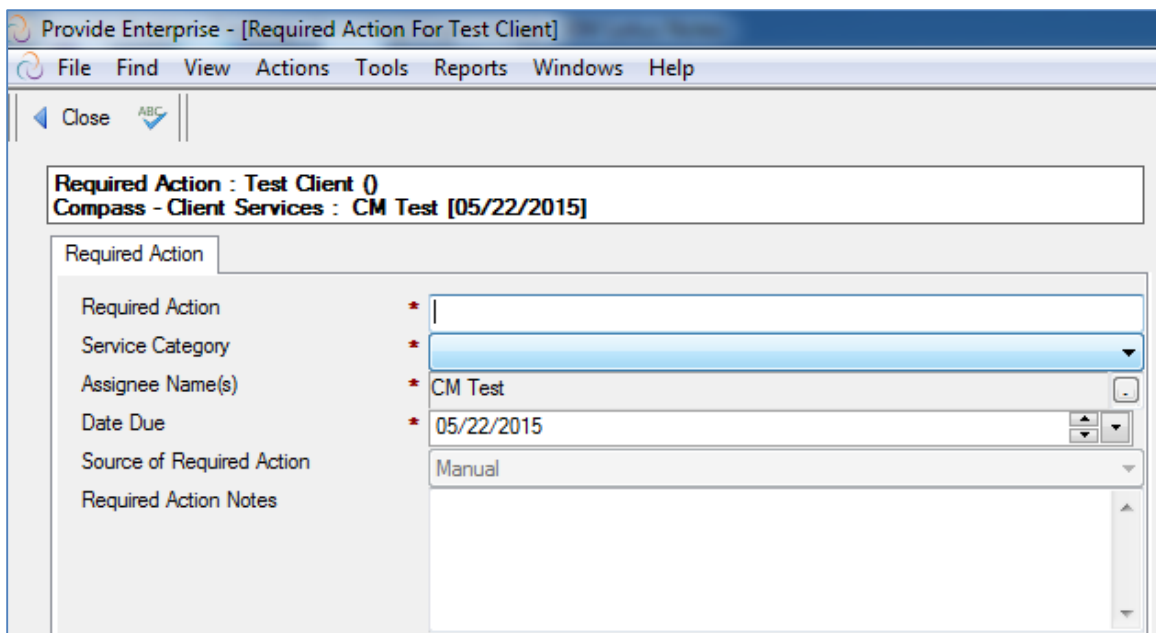 Provide Enterprise - [Required Action For Test Client]
File Find View Actions Tools Reports Windows Help
Close ABC
Required Action : Test Client ()
Compass - Client Services : CM Test [05/22/2015]
Required Action
Required Action *
Service Category *
Assignee Name(s) * CM Test .
Date Due * 05/22/2015
Source of Required Action Manual
Required Action Notes